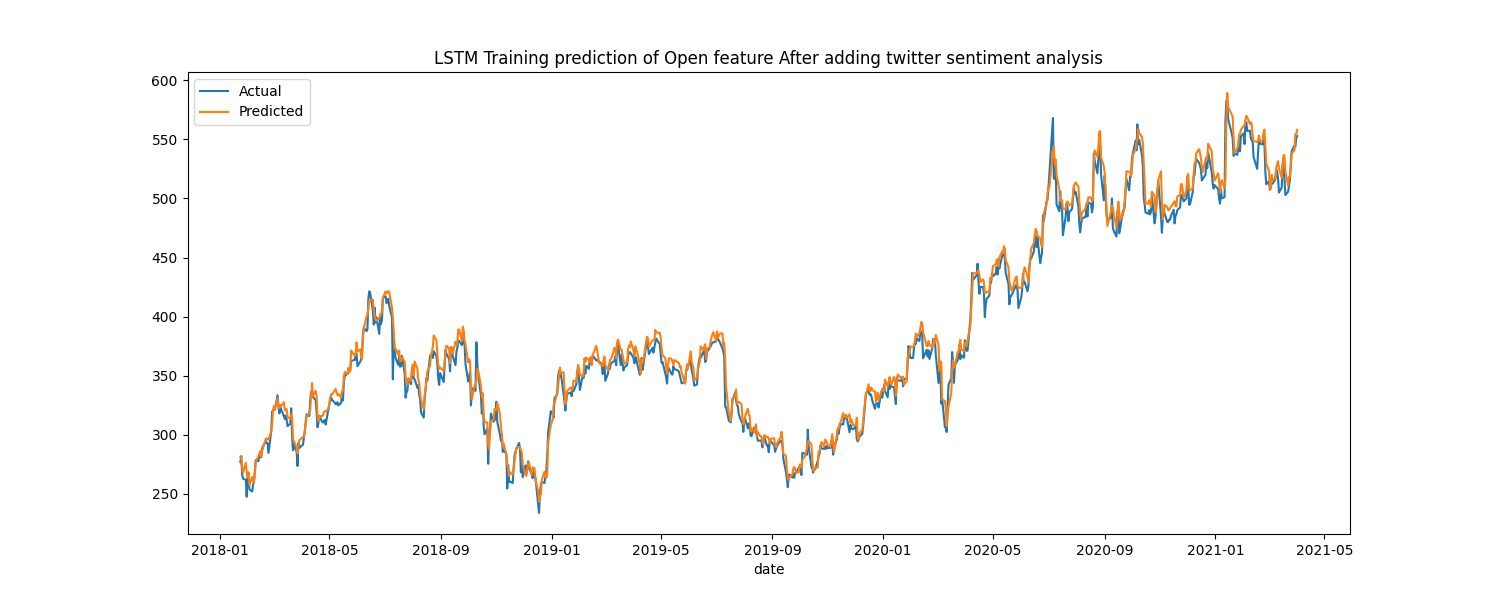 LSTM Training prediction of Open feature After adding twitter sentiment analysis
Actual
Predicted
600
550
500
450
400
350
300
250
2018-01 2018-05 2018-09 2019-01 2019-05 2019-09 2020-01 2020-05 2020-09 2021-01 2021-05
date